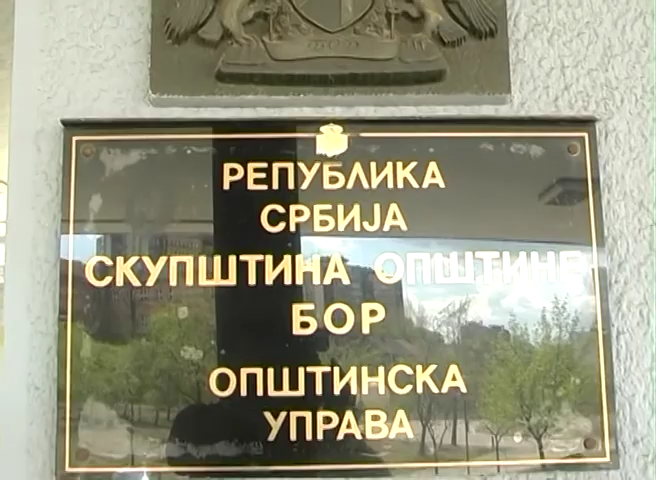 РЕПУБЛИКА
СРБИЈА
СКУПШТИНА ОПШТИНЕ
БОР
ОПШТИНСКА
УПРАВА